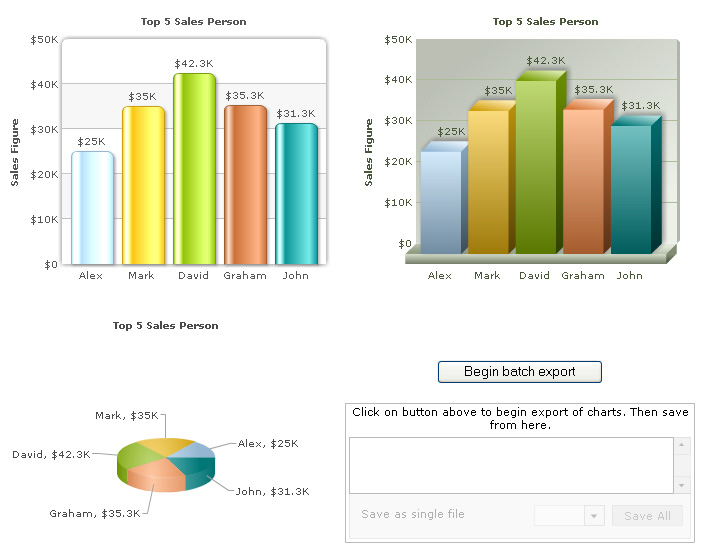 Top 5 Sales Person
$50K
$40K
$30K
$20K
$10K
$0
Sales Figure
$25K
$35K
$42.3K
$35.3K
$31.3K
Alex Mark David Graham John
Top 5 Sales Person
$50K
$40K
$30K
$20K
$10K
$0
Sales Figure
$25K
$35K
$42.3K
$35.3K
$31.3K
Alex Mark David Graham John
Top 5 Sales Person
Mark, $35K
Alex, $25K
David, $42.3K
John, $31.3K
Graham, $35.3K
Begin batch export
Click on button above to begin export of charts. Then save
from here.
Save as single file
Save All